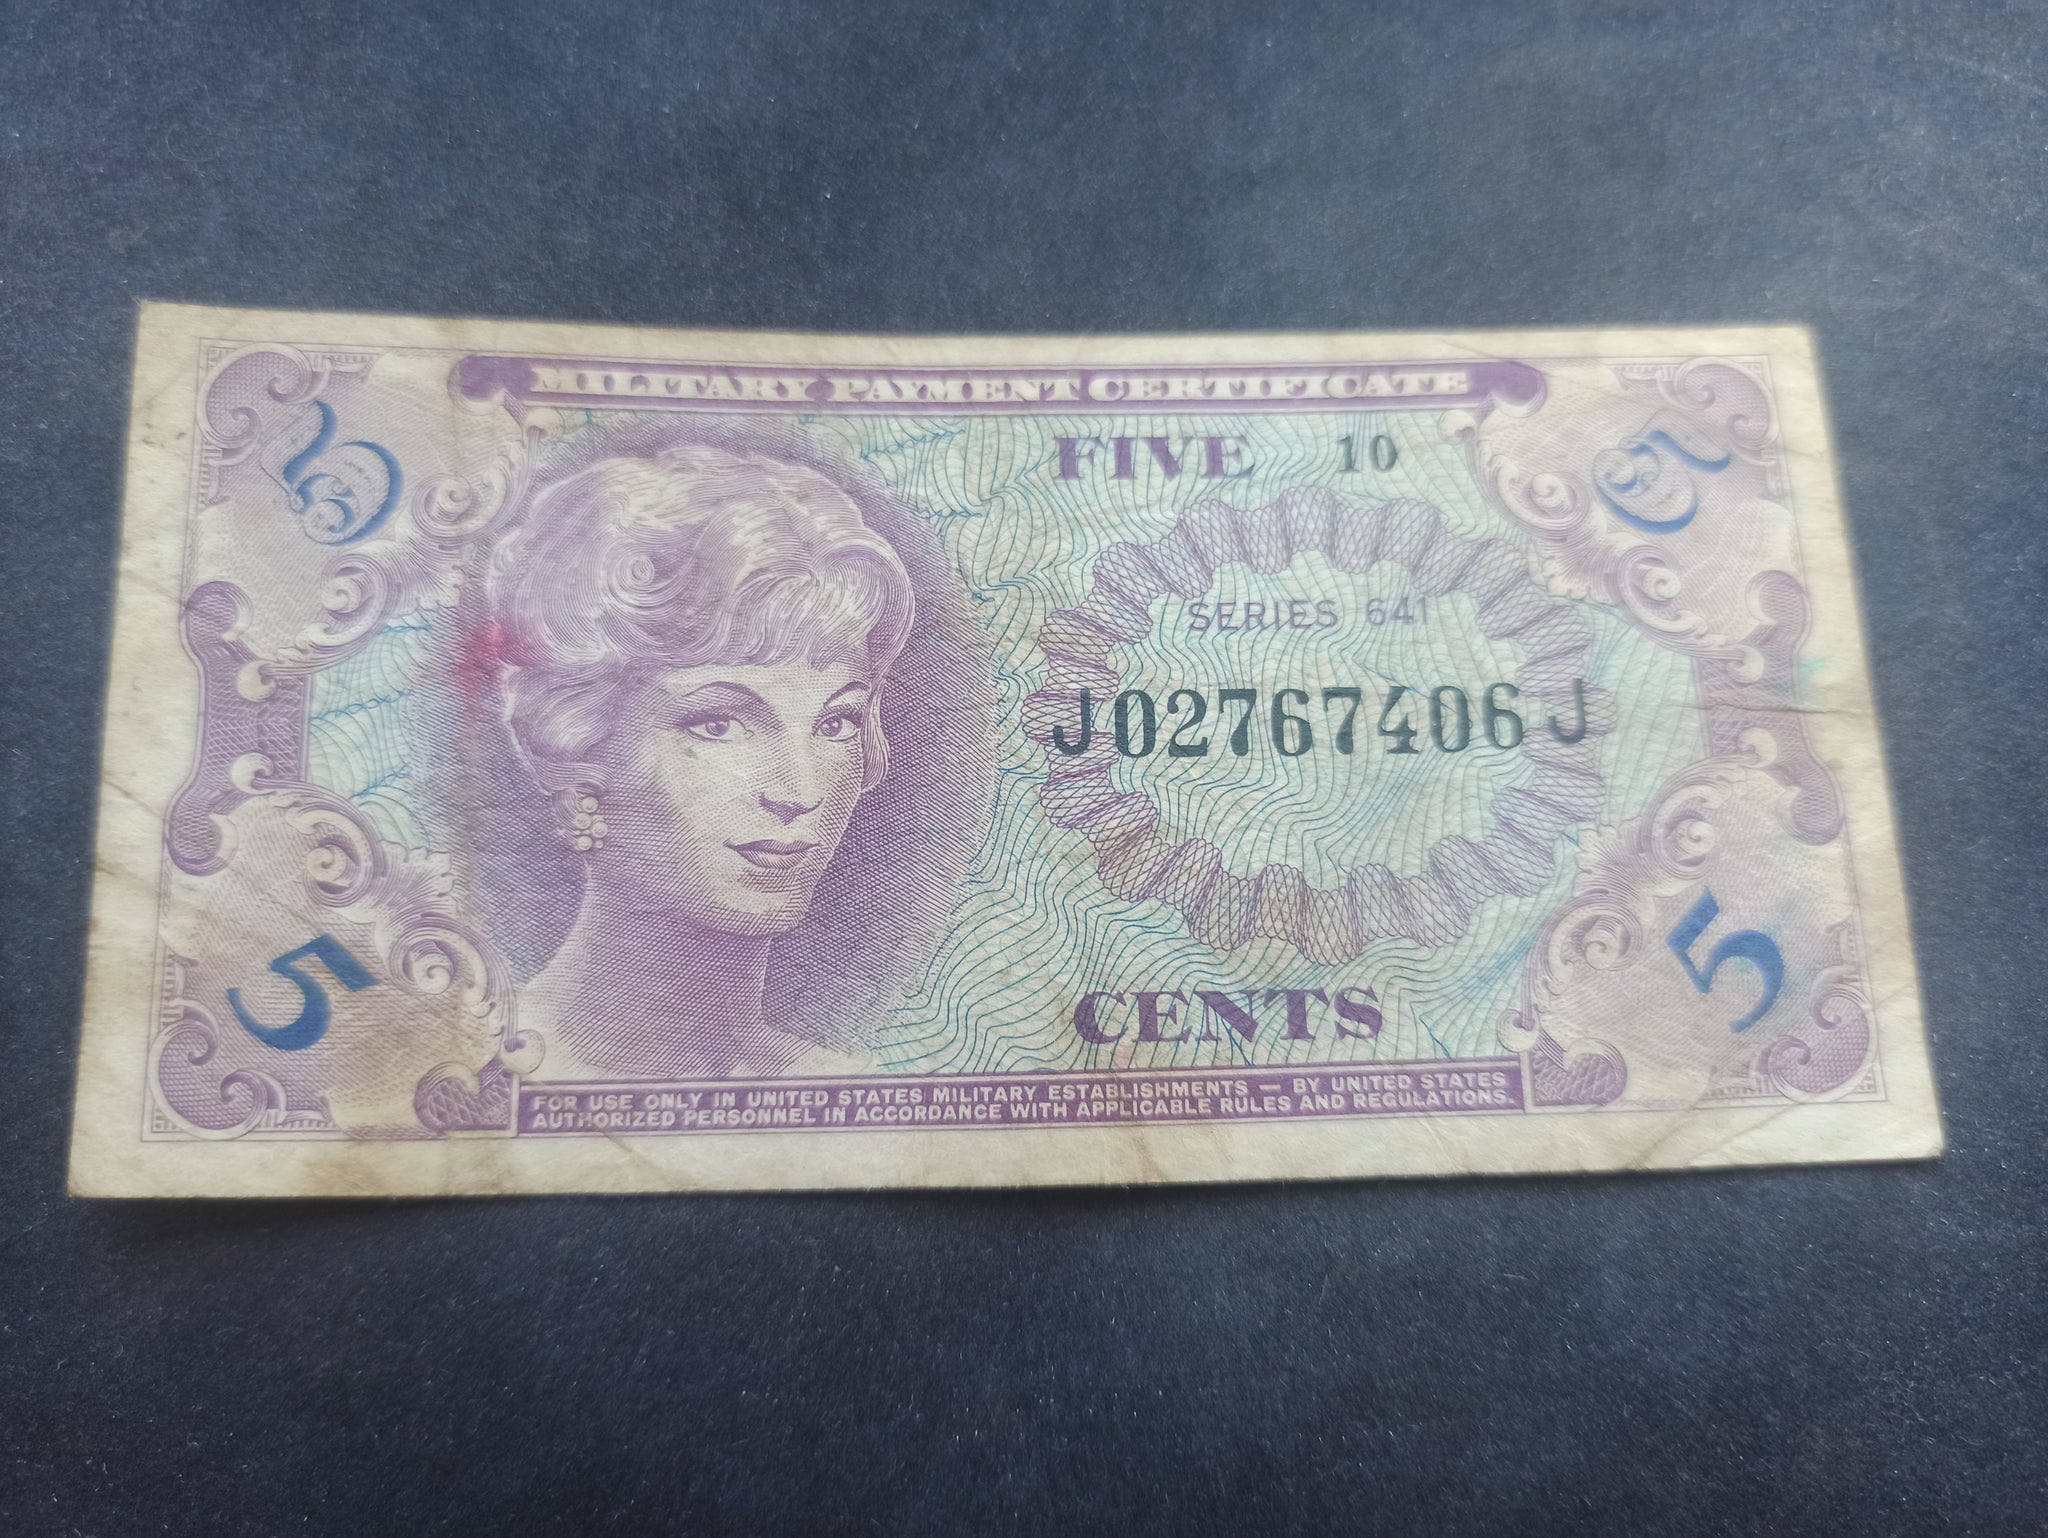 MILITARY PAYMENT CERTIFICATE
5 5
FIVE 10
SERIES 641
J02767406J
5 5
CENTS
FOR USE ONLY IN UNITED STATES MILITARY ESTABLISHMENTS — BY UNITED STATES
AUTHORIZED PERSONNEL IN ACCORDANCE WITH APPLICABLE RULES AND REGULATIONS.